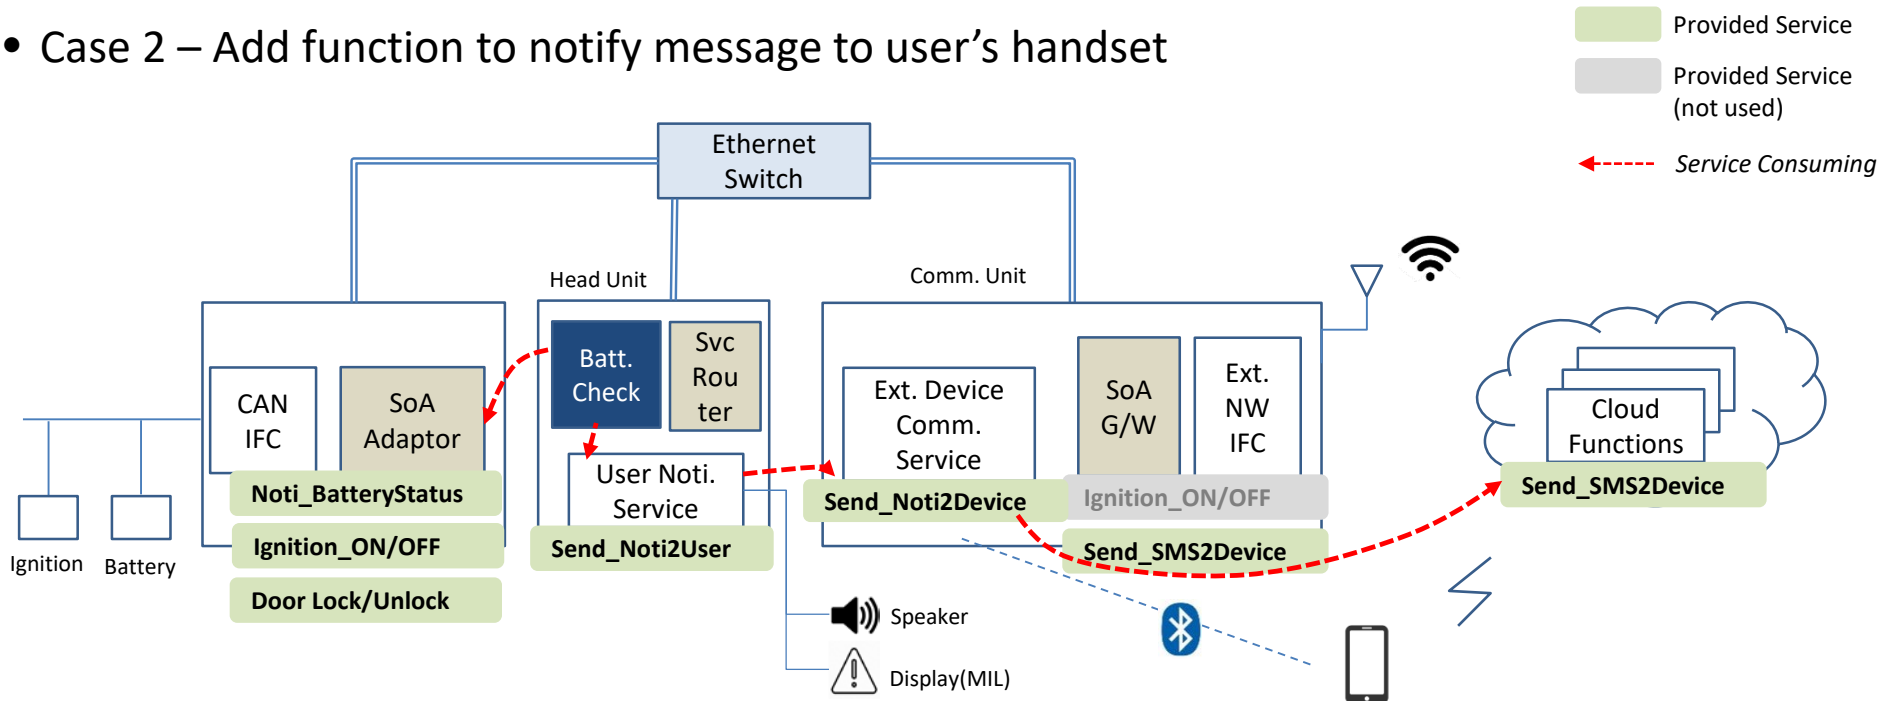 • Case 2 – Add function to notify message to user's handset
Provided Service
Provided Service
(not used)
Service Consuming
Ethernet
Switch
Head Unit
Comm. Unit
CAN
IFC
SoA
Adaptor
Batt.
Check
Svc
Rou
ter
User Noti.
Service
Ext. Device
Comm.
Service
SoA
G/W
Ext.
NW
IFC
Cloud
Functions
Noti_BatteryStatus
Ignition_ON/OFF
Door Lock/Unlock
Send_Noti2User
Send_Noti2Device
Ignition_ON/OFF
Send_SMS2Device
Send_SMS2Device
Ignition
Battery
Speaker
Display(MIL)